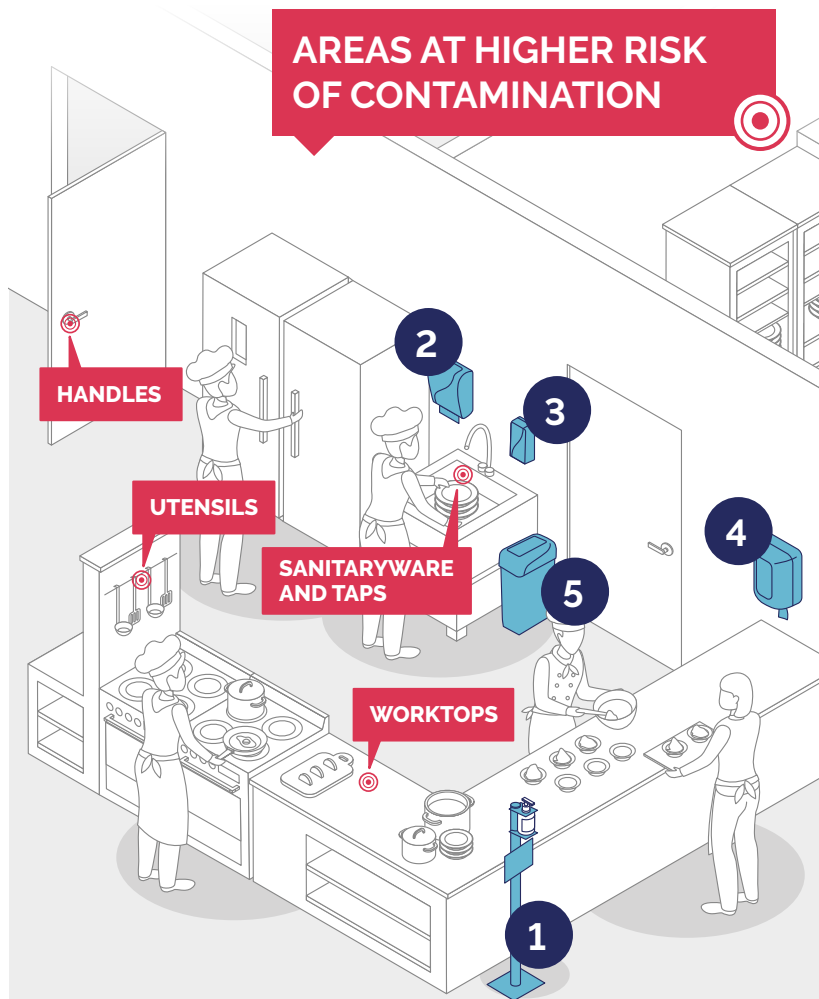 AREAS AT HIGHER RISK
OF CONTAMINATION
2
HANDLES
3
UTENSILS
4
SANITARYWARE
AND TAPS
5
WORKTOPS
1